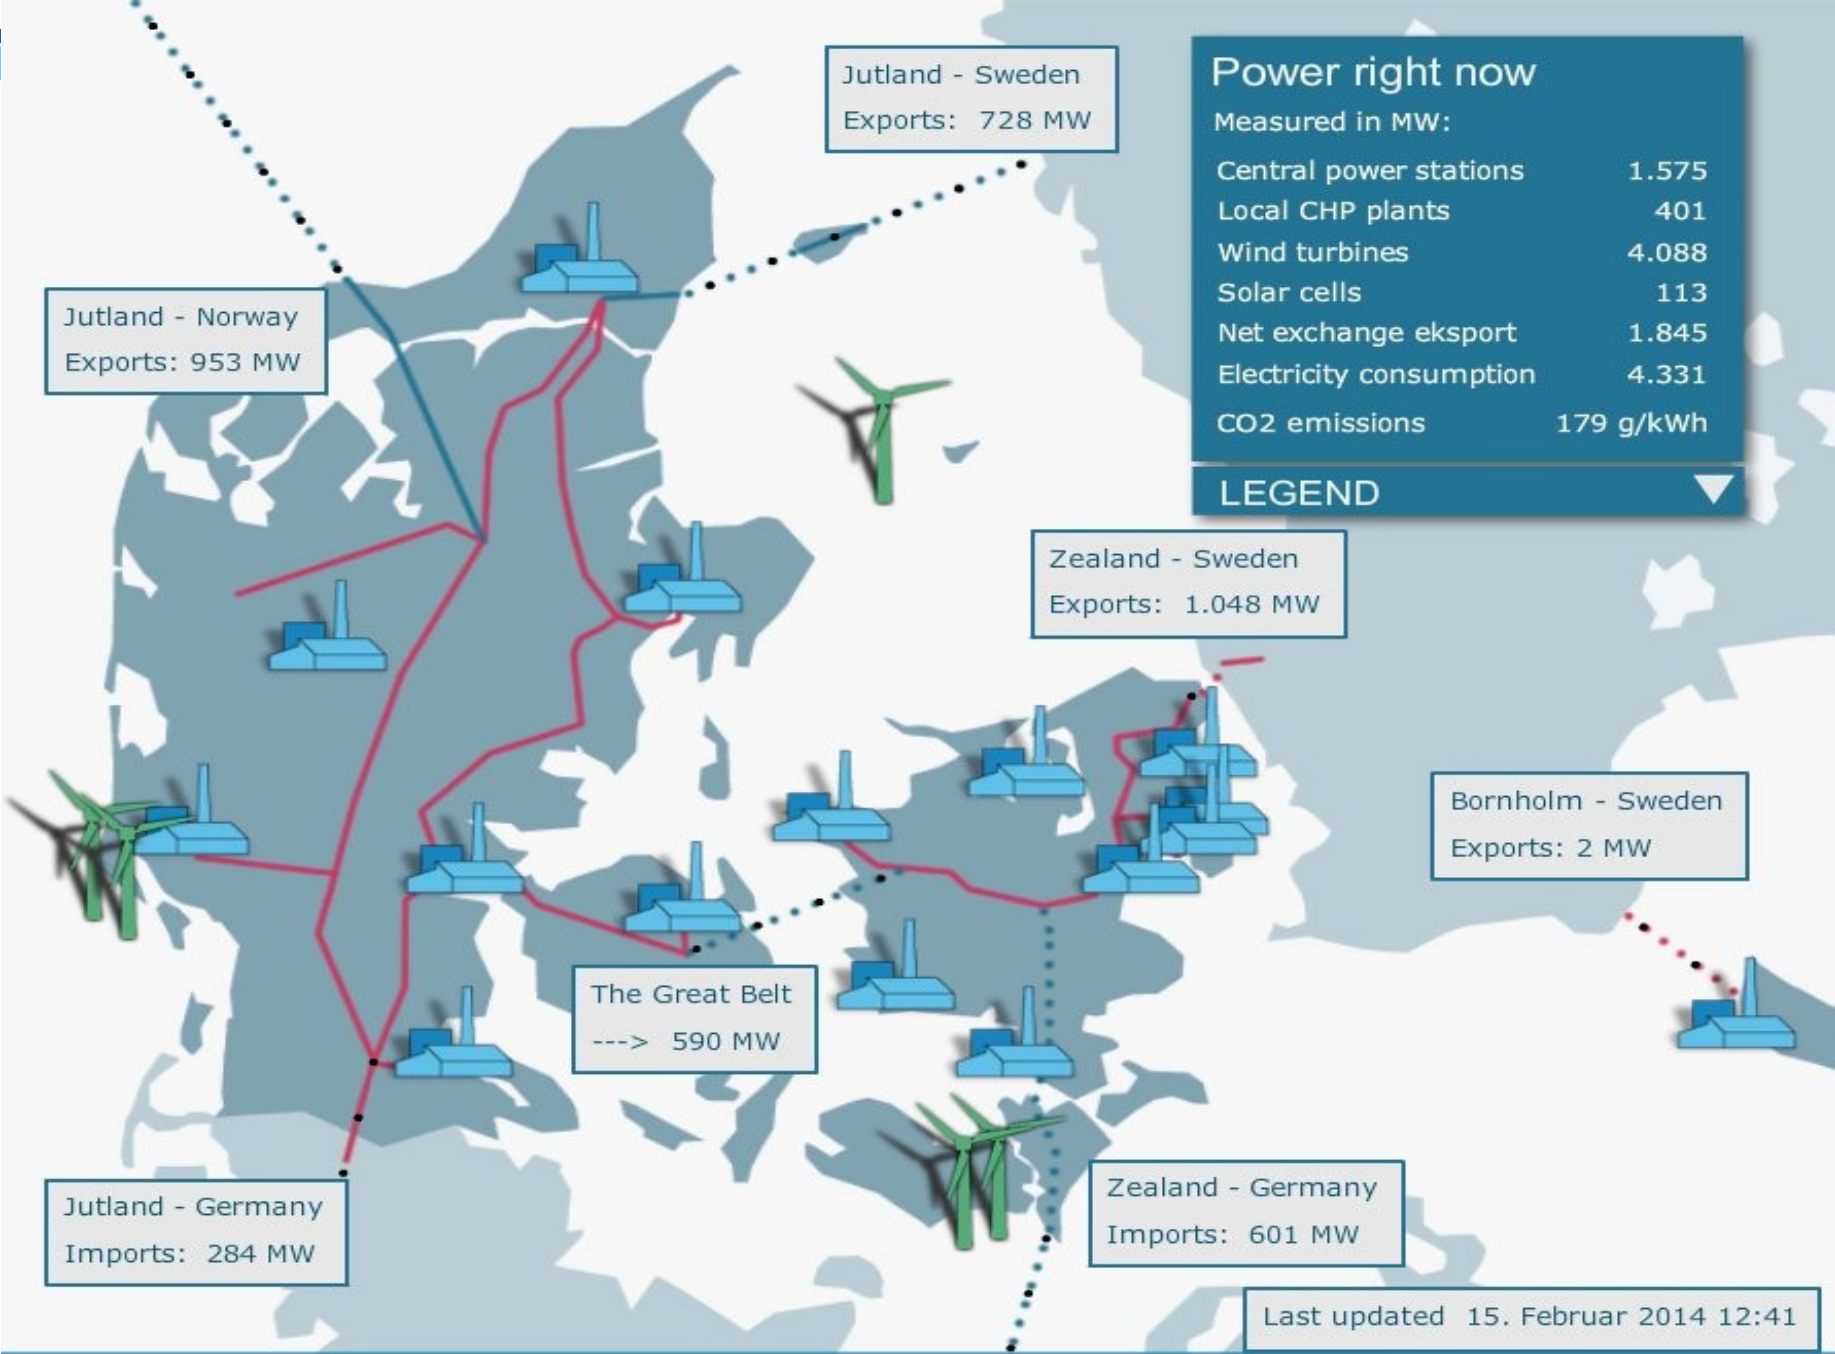 Jutland - Sweden
Exports: 728 MW
Power right now
Measured in MW:
Central power stations 1.575
Local CHP plants 401
Wind turbines 4.088
Solar cells 113
Net exchange eksport 1.845
Electricity consumption 4.331
CO2 emissions 179 g/kWh
LEGEND
Jutland - Norway
Exports: 953 MW
Zealand - Sweden
Exports: 1.048 MW
Bornholm - Sweden
Exports: 2 MW
The Great Belt
---> 590 MW
Jutland - Germany
Imports: 284 MW
Zealand - Germany
Imports: 601 MW
Last updated 15. Februar 2014 12:41